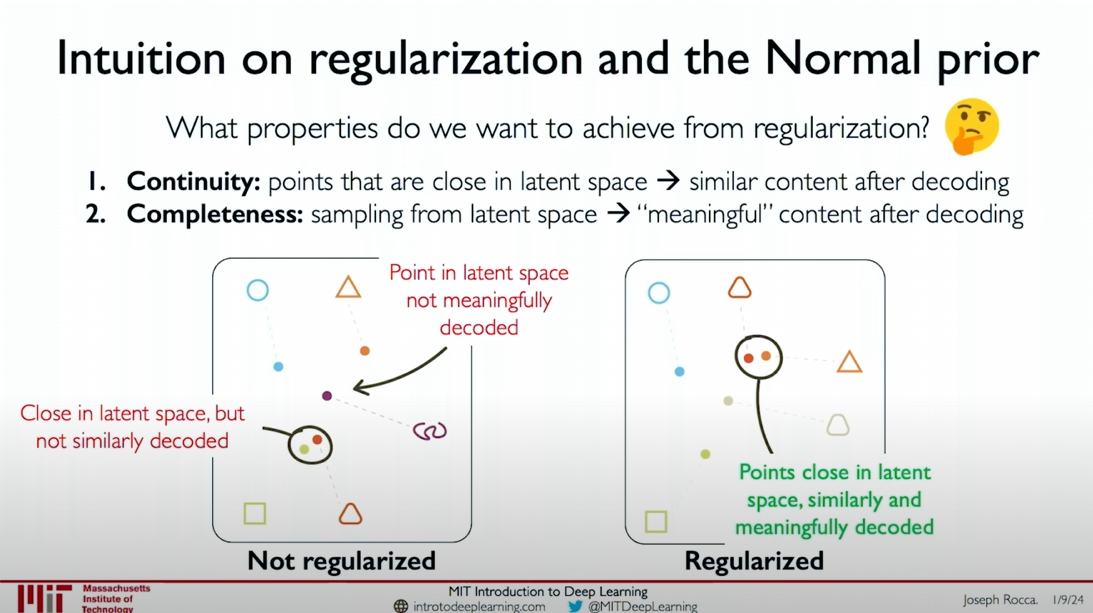 Intuition on regularization and the Normal prior
What properties do we want to achieve from regularization?
1. Continuity: points that are close in latent space → similar content after decoding
2. Completeness: sampling from latent space → “meaningful” content after decoding
Point in latent space
not meaningfully
decoded
Close in latent space, but
not similarly decoded
Not regularized
Points close in latent
space, similarly and
meaningfully decoded
Regularized
MIT
Massachusetts
Institute of
Technology
MIT Introduction to Deep Learning
introtodeeplearning.com @MITDeepLearning
Joseph Rocca. 1/9/24